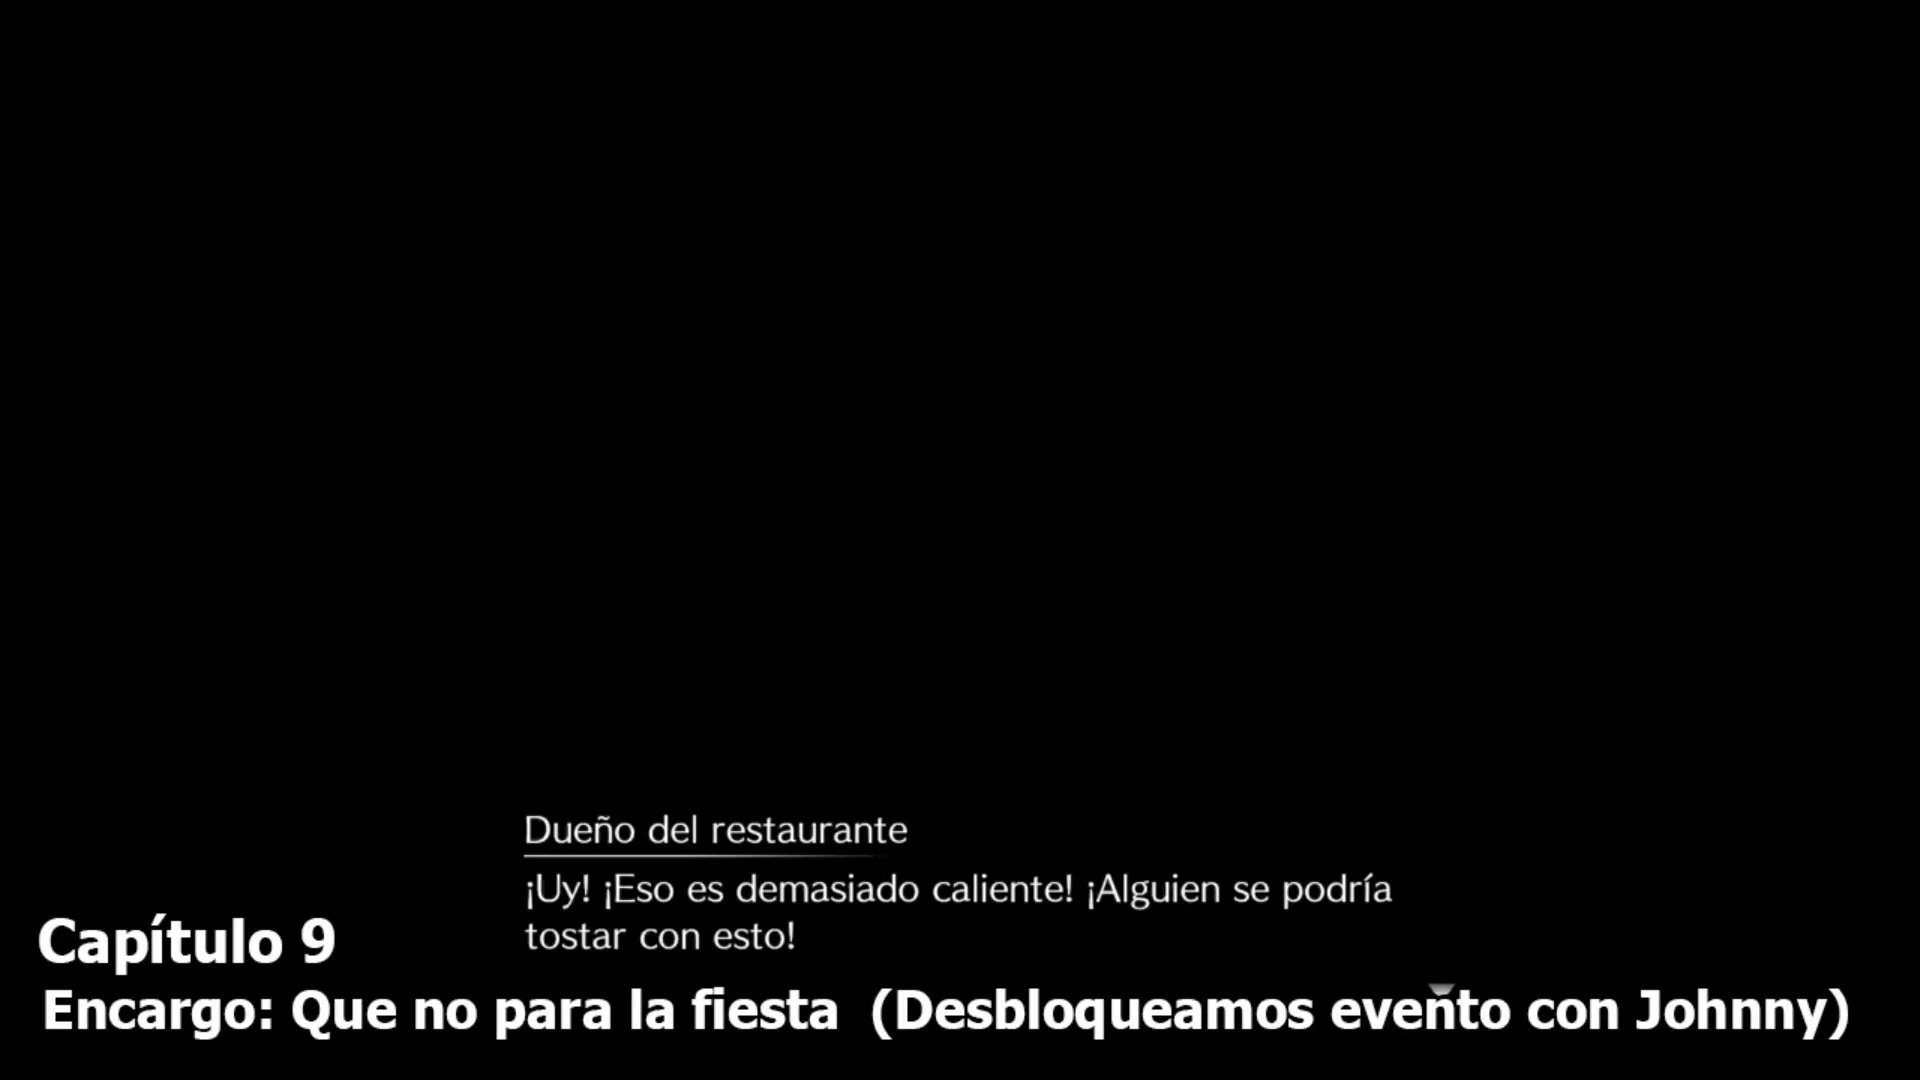 Dueño del restaurante
¡Uy! ¡Eso es demasiado caliente! ¡Alguien se podría
tostar con esto!
Capítulo 9
Encargo: Que no para la fiesta (Desbloqueamos evento con Johnny)